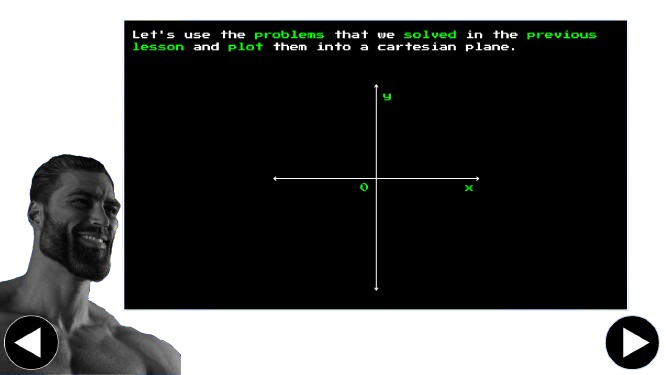 Let's use the problems that we solved in the previous
lesson and plot them into a cartesian plane.
y
0
x